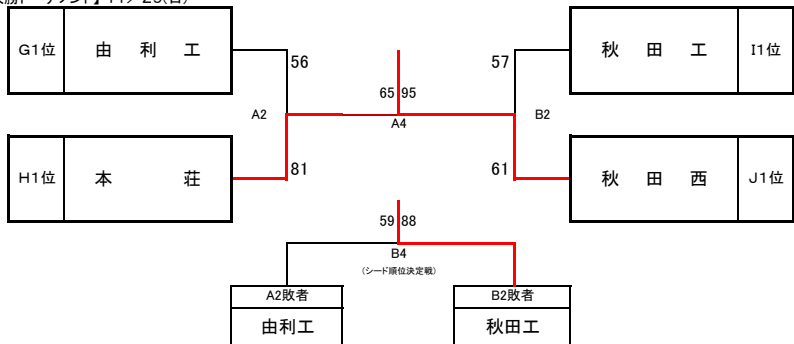 G1位 由利工 56 57 秋田工 I1位
65 95
A2 A4 B2
H1位 本荘 81 61 秋田西 J1位
59 88
B4
(シード順位決定戦)
A2敗者 B2敗者
由利工 秋田工